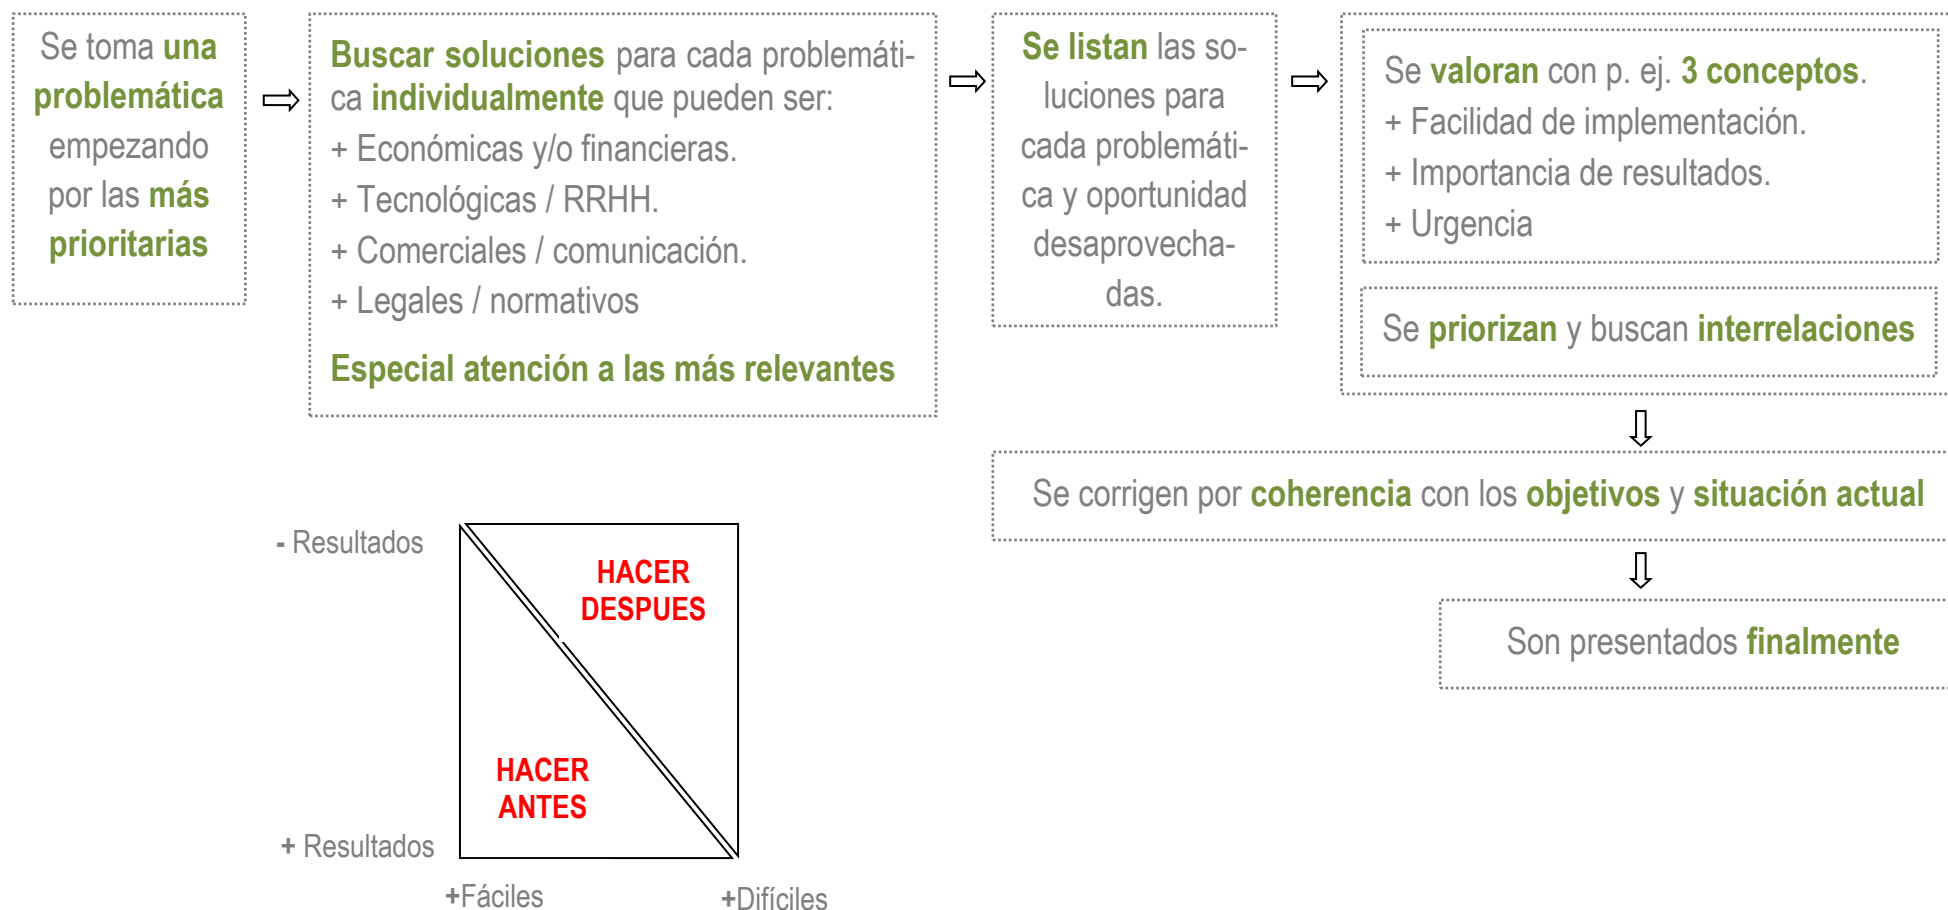 Se toma una
problemática
empezando
por las más
prioritarias
Buscar soluciones para cada problemáti-
ca individualmente que pueden ser:
+ Económicas y/o financieras.
+ Tecnológicas / RRHH.
+ Comerciales / comunicación.
+ Legales / normativos
Especial atención a las más relevantes
Se listan las so-
luciones para
cada problemáti-
ca y oportunidad
desaprovecha-
das.
Se valoran con p. ej. 3 conceptos.
+ Facilidad de implementación.
+ Importancia de resultados.
+ Urgencia
Se priorizan y buscan interrelaciones
Se corrigen por coherencia con los objetivos y situación actual
Son presentados finalmente
- Resultados
HACER
DESPUES
HACER
ANTES
+ Resultados
+Fáciles
+Difíciles